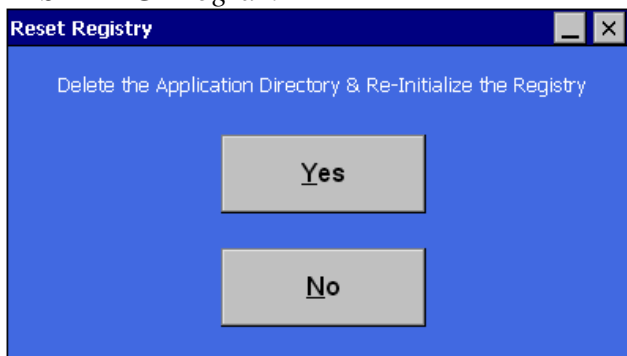 Reset Registry
Delete the Application Directory & Re-Initialize the Registry
Yes
No